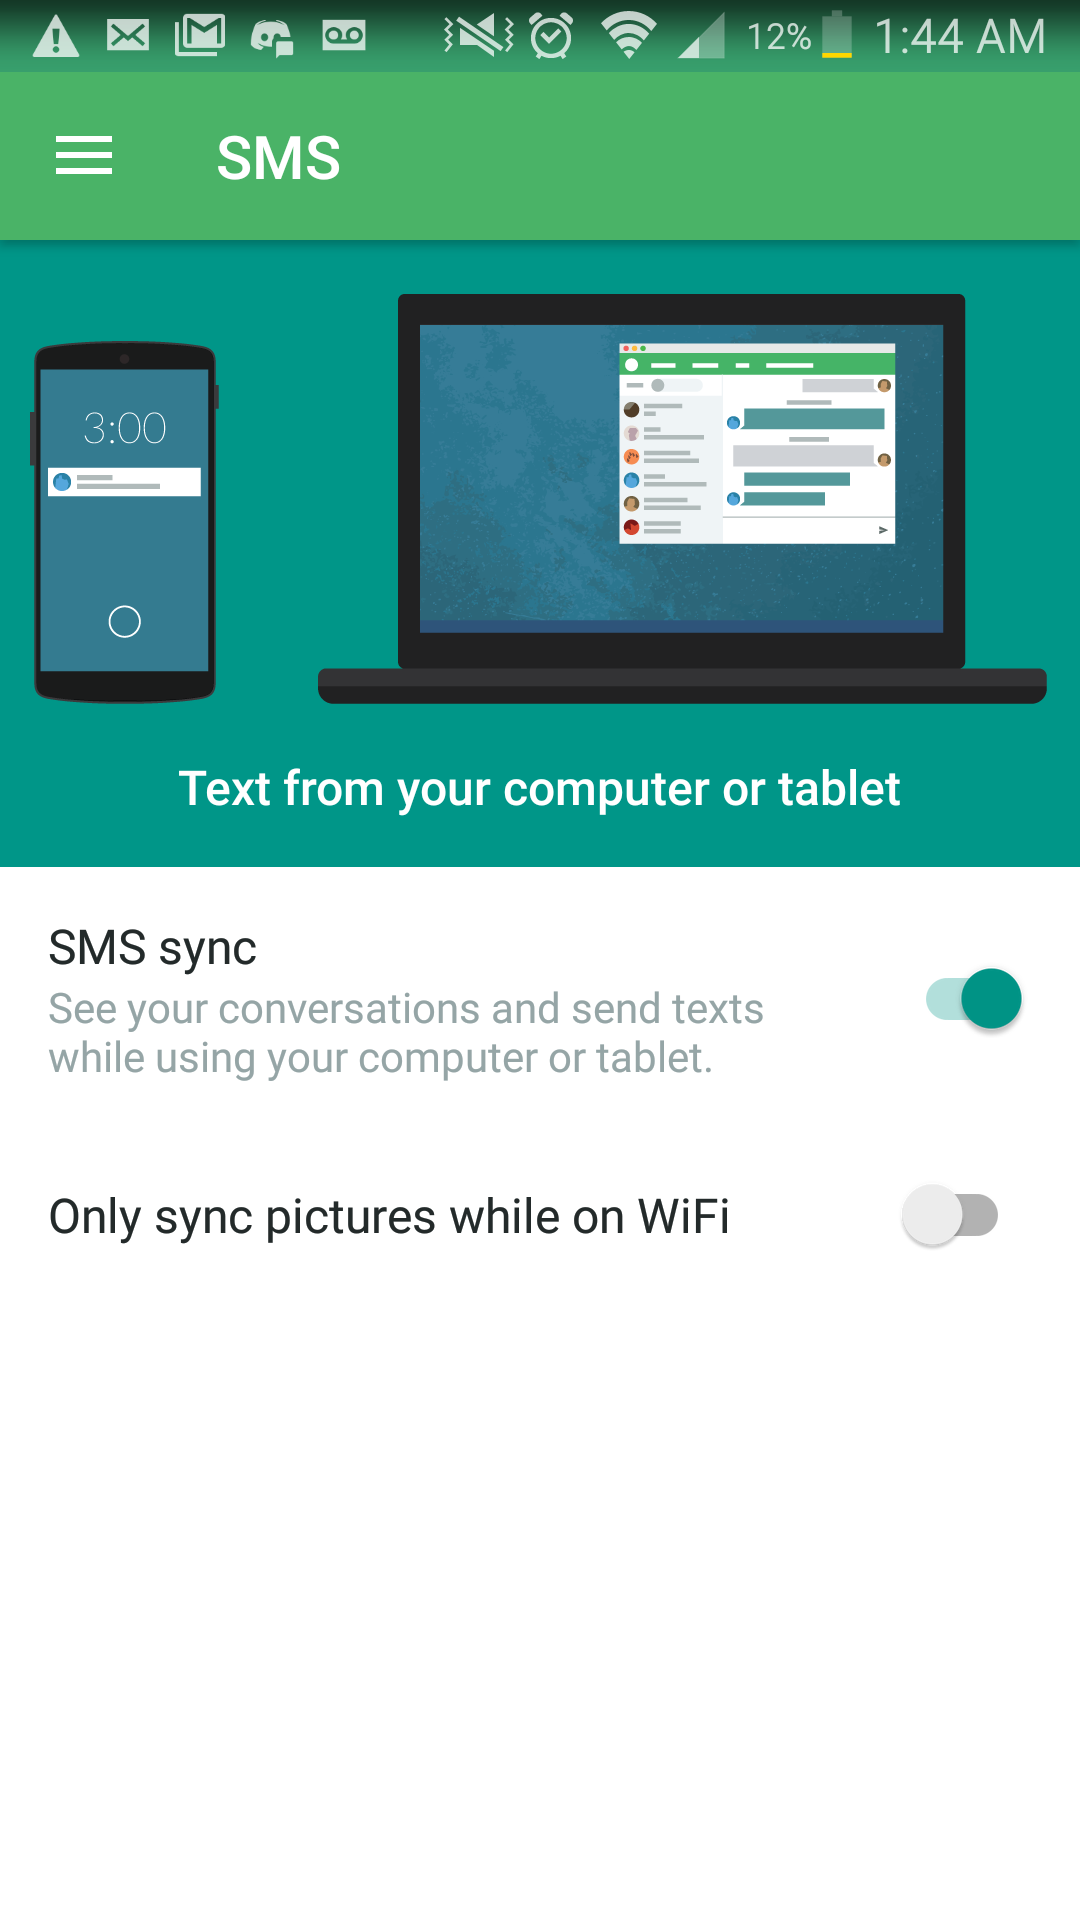 12% 1:44 AM
SMS
3:00
Text from your computer or tablet
SMS sync
See your conversations and send texts
while using your computer or tablet.
Only sync pictures while on WiFi